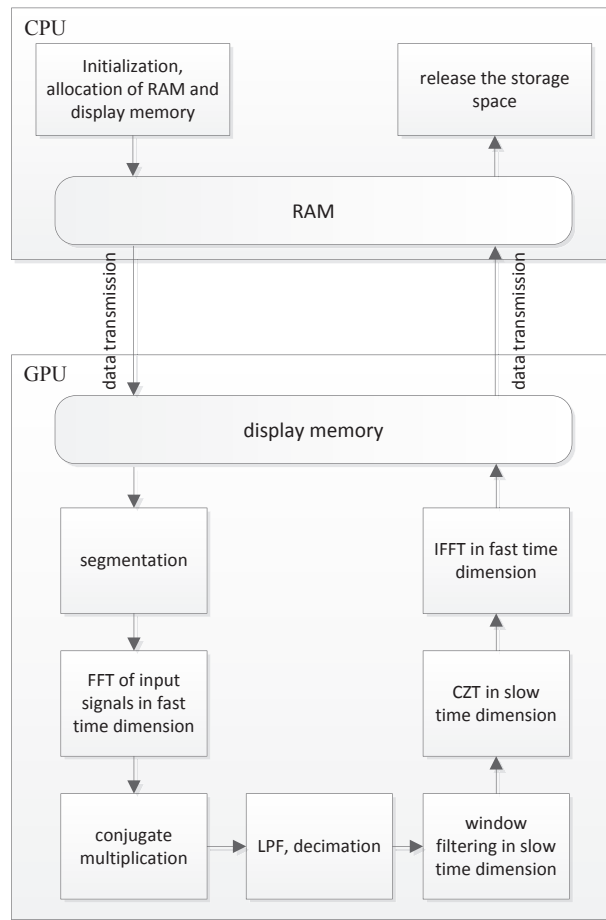 CPU
Initialization,
allocation of RAM and
display memory
release the storage
space
RAM
data transmission
data transmission
GPU
display memory
segmentation
IFFT in fast time
dimension
FFT of input
signals in fast
time dimension
CZT in slow
time dimension
conjugate
multiplication
LPF, decimation
window
filtering in slow
time dimension